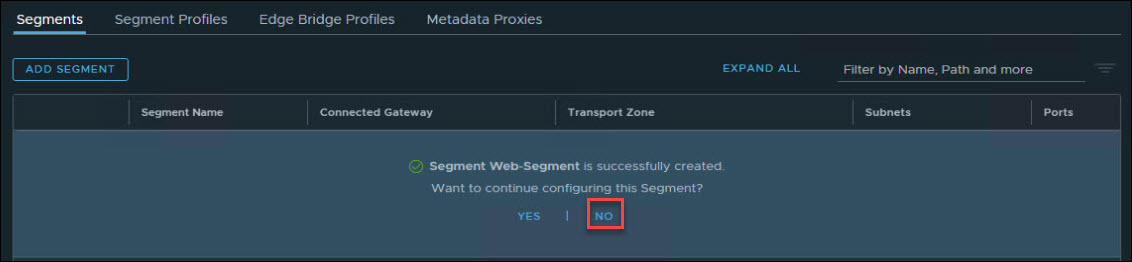 Segments Segment Profiles Edge Bridge Profiles Metadata Proxies
ADD SEGMENT EXPAND ALL Filter by Name, Path and more
Segment Name Connected Gateway Transport Zone Subnets Ports
Segment Web-Segment is successfully created.
Want to continue configuring this Segment?
YES | NO